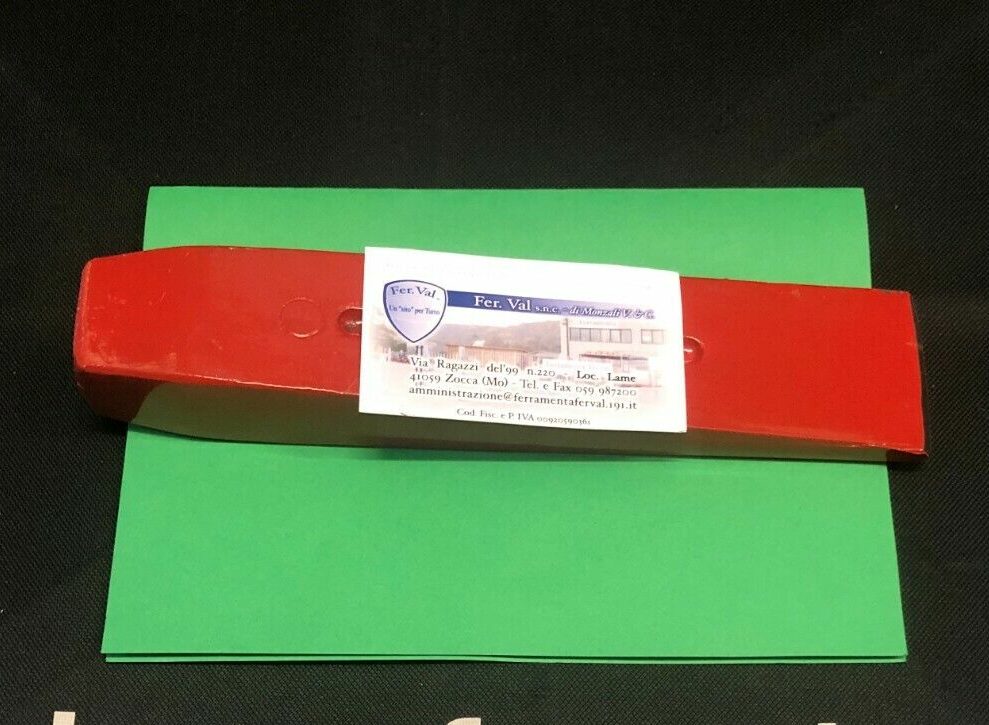 Fer. Val.
Un "sito" per Tutto
Fer. Val s.n.c. - di Monzali V. & C.
Via Ragazzi del'99 n.220 - Loc. Lame
41059 Zocca (Mo) - Tel. e Fax 059 987200
amministrazione@ferramentaferval.191.it
Cod. Fisc. e P. IVA 00920590361